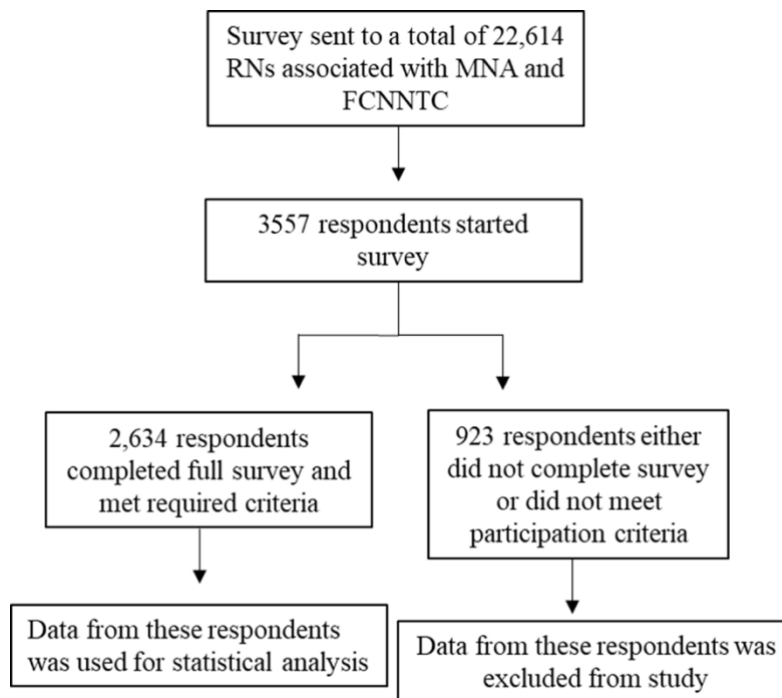 Survey sent to a total of 22,614
RNs associated with MNA and
FCNNTC
3557 respondents started
survey
2,634 respondents
completed full survey and
met required criteria
923 respondents either
did not complete survey
or did not meet
participation criteria
Data from these respondents
was used for statistical analysis
Data from these respondents was
excluded from study